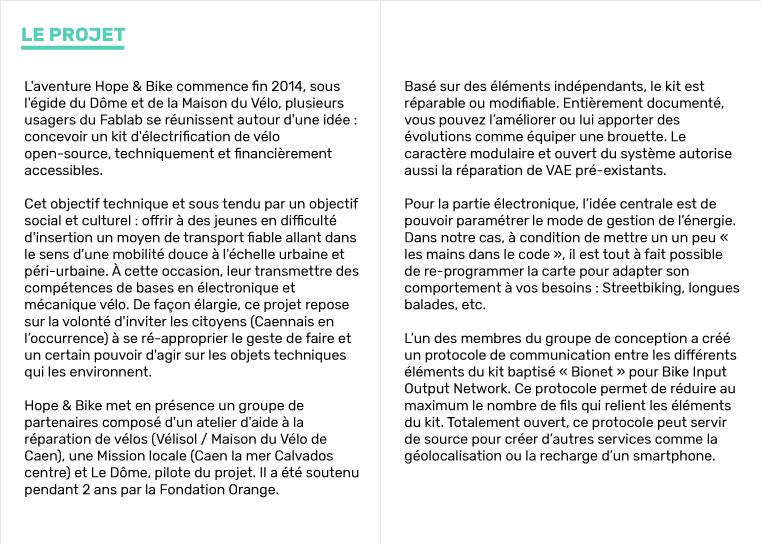 LE PROJET
L'aventure Hope & Bike commence fin 2014, sous
l'égide du Dôme et de la Maison du Vélo, plusieurs
usagers du Fablab se réunissent autour d'une idée :
concevoir un kit d'électrification de vélo
open-source, techniquement et financièrement
accessibles.
Cet objectif technique et sous tendu par un objectif
social et culturel : offrir à des jeunes en difficulté
d'insertion un moyen de transport fiable allant dans
le sens d'une mobilité douce à l'échelle urbaine et
péri-urbaine. À cette occasion, leur transmettre des
compétences de bases en électronique et
mécanique vélo. De façon élargie, ce projet repose
sur la volonté d'inviter les citoyens (Caennais en
l'occurrence) à se ré-approprier le geste de faire et
un certain pouvoir d'agir sur les objets techniques
qui les environnent.
Hope & Bike met en présence un groupe de
partenaires composé d'un atelier d'aide à la
réparation de vélos (Vélisol / Maison du Vélo de
Caen), une Mission locale (Caen la mer Calvados
centre) et Le Dôme, pilote du projet. Il a été soutenu
pendant 2 ans par la Fondation Orange.
Basé sur des éléments indépendants, le kit est
réparable ou modifiable. Entièrement documenté,
vous pouvez l’améliorer ou lui apporter des
évolutions comme équiper une brouette. Le
caractère modulaire et ouvert du système autorise
aussi la réparation de VAE pré-existants.
Pour la partie électronique, l’idée centrale est de
pouvoir paramétrer le mode de gestion de l’énergie.
Dans notre cas, à condition de mettre un un peu «
les mains dans le code », il est tout à fait possible
de re-programmer la carte pour adapter son
comportement à vos besoins : Streetbiking, longues
balades, etc.
L’un des membres du groupe de conception a créé
un protocole de communication entre les différents
éléments du kit baptisé « Bionet » pour Bike Input
Output Network. Ce protocole permet de réduire au
maximum le nombre de fils qui relient les éléments
du kit. Totalement ouvert, ce protocole peut servir
de source pour créer d’autres services comme la
géolocalisation ou la recharge d’un smartphone.